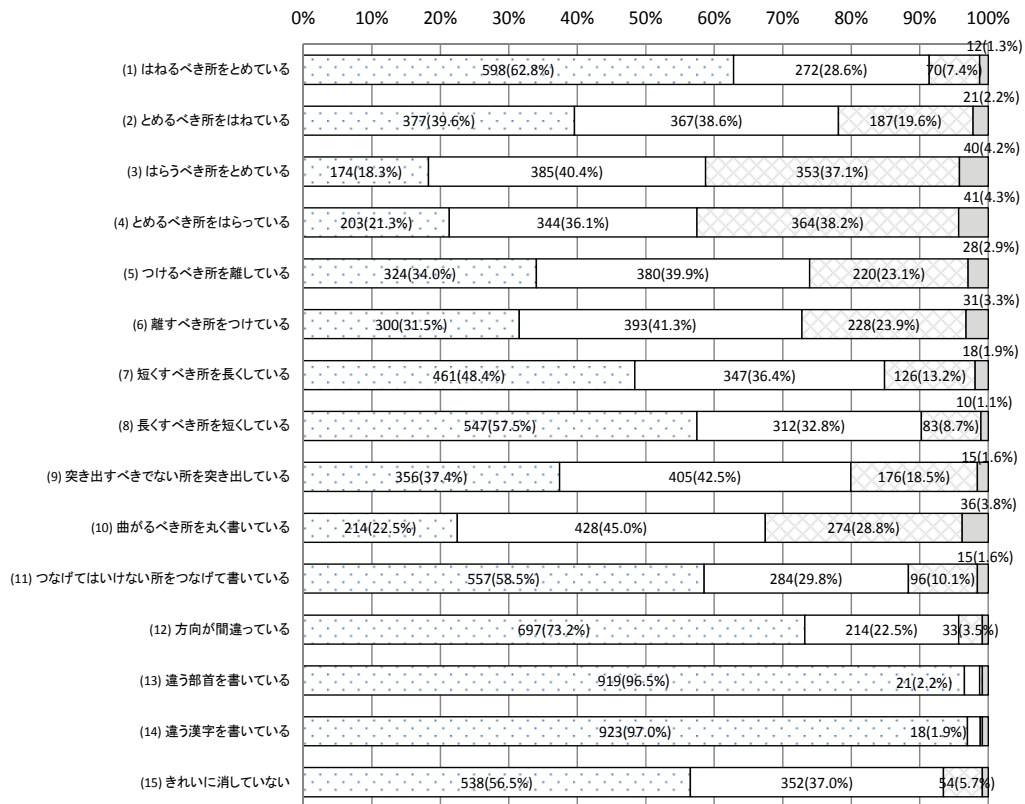 0% 10% 20% 30% 40% 50% 60% 70% 80% 90% 100%
12(1.3%)
(1) はねるべき所をとめている 598(62.8%) 272(28.6%) 70(7.4%)
21(2.2%)
(2) とめるべき所をはねている 377(39.6%) 367(38.6%) 187(19.6%)
40(4.2%)
(3) はらうべき所をとめている 174(18.3%) 385(40.4%) 353(37.1%)
41(4.3%)
(4) とめるべき所をはらっている 203(21.3%) 344(36.1%) 364(38.2%)
28(2.9%)
(5) つけるべき所を離している 324(34.0%) 380(39.9%) 220(23.1%)
31(3.3%)
(6) 離すべき所をつけている 300(31.5%) 393(41.3%) 228(23.9%)
18(1.9%)
(7) 短くすべき所を長くしている 461(48.4%) 347(36.4%) 126(13.2%)
10(1.1%)
(8) 長くすべき所を短くしている 547(57.5%) 312(32.8%) 83(8.7%)
15(1.6%)
(9) 突き出すべきでない所を突き出している 356(37.4%) 405(42.5%) 176(18.5%)
36(3.8%)
(10) 曲がるべき所を丸く書いている 214(22.5%) 428(45.0%) 274(28.8%)
15(1.6%)
(11) つなげてはいけない所をつなげて書いている 557(58.5%) 284(29.8%) 96(10.1%)
(12) 方向が間違っている 697(73.2%) 214(22.5%) 33(3.5%)
(13) 違う部首を書いている 919(96.5%) 21(2.2%)
(14) 違う漢字を書いている 923(97.0%) 18(1.9%)
(15) きれいに消していない 538(56.5%) 352(37.0%) 54(5.7%)